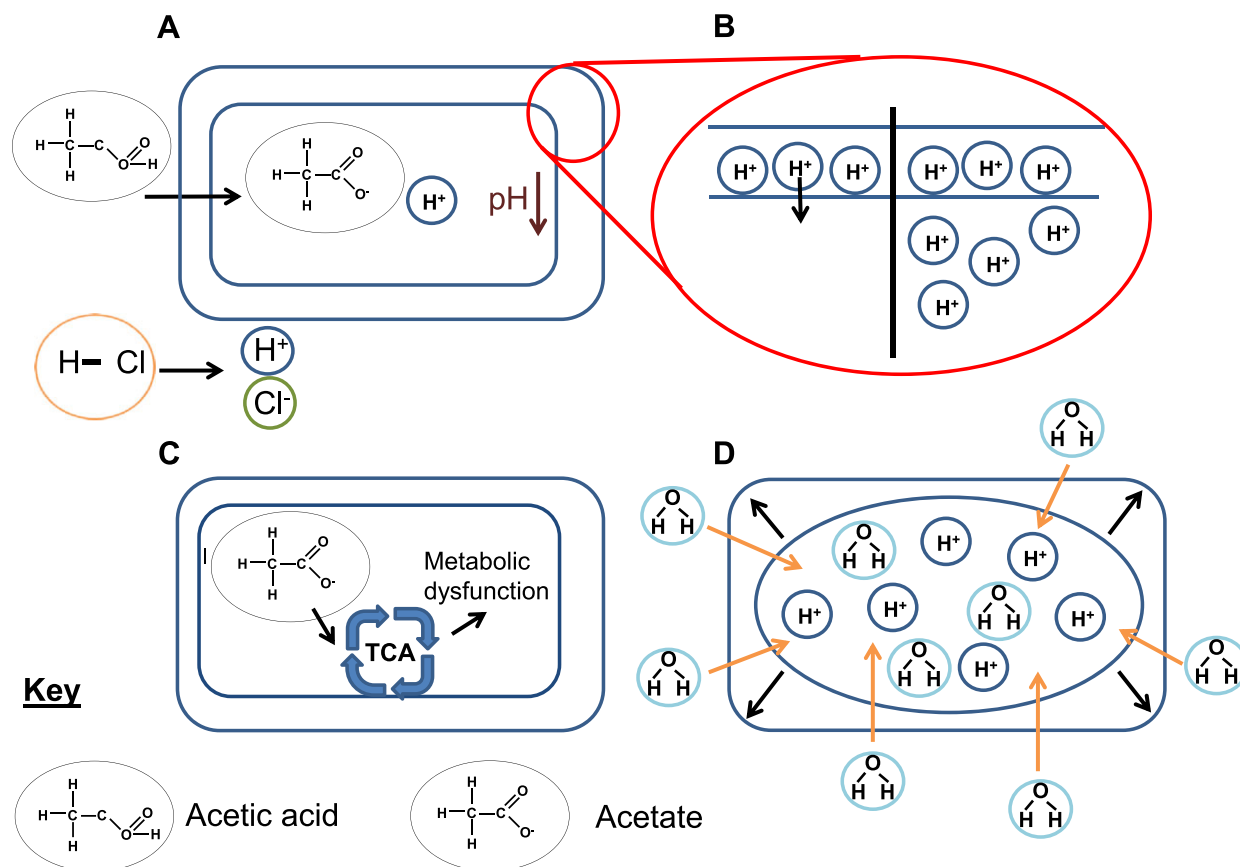 A
B
H
H
C
C
O
O
H
H
H
H
C
C
O
O-
H
H+
pH
H+
H+
H+
H+
H+
H+
H+
H+
H+
H+
H
Cl
H+
Cl-
C
D
I
H
H
C
C
O
O-
H
Metabolic
dysfunction
TCA
O
H H
O
H H
O
H H
H+
H+
H+
H+
O
H H
H+
O
H H
O
H H
H+
O
H H
O
H H
O
H H
Key
H
H
C
C
O
O
H
H
Acetic acid
H
H
C
C
O
O-
H
Acetate